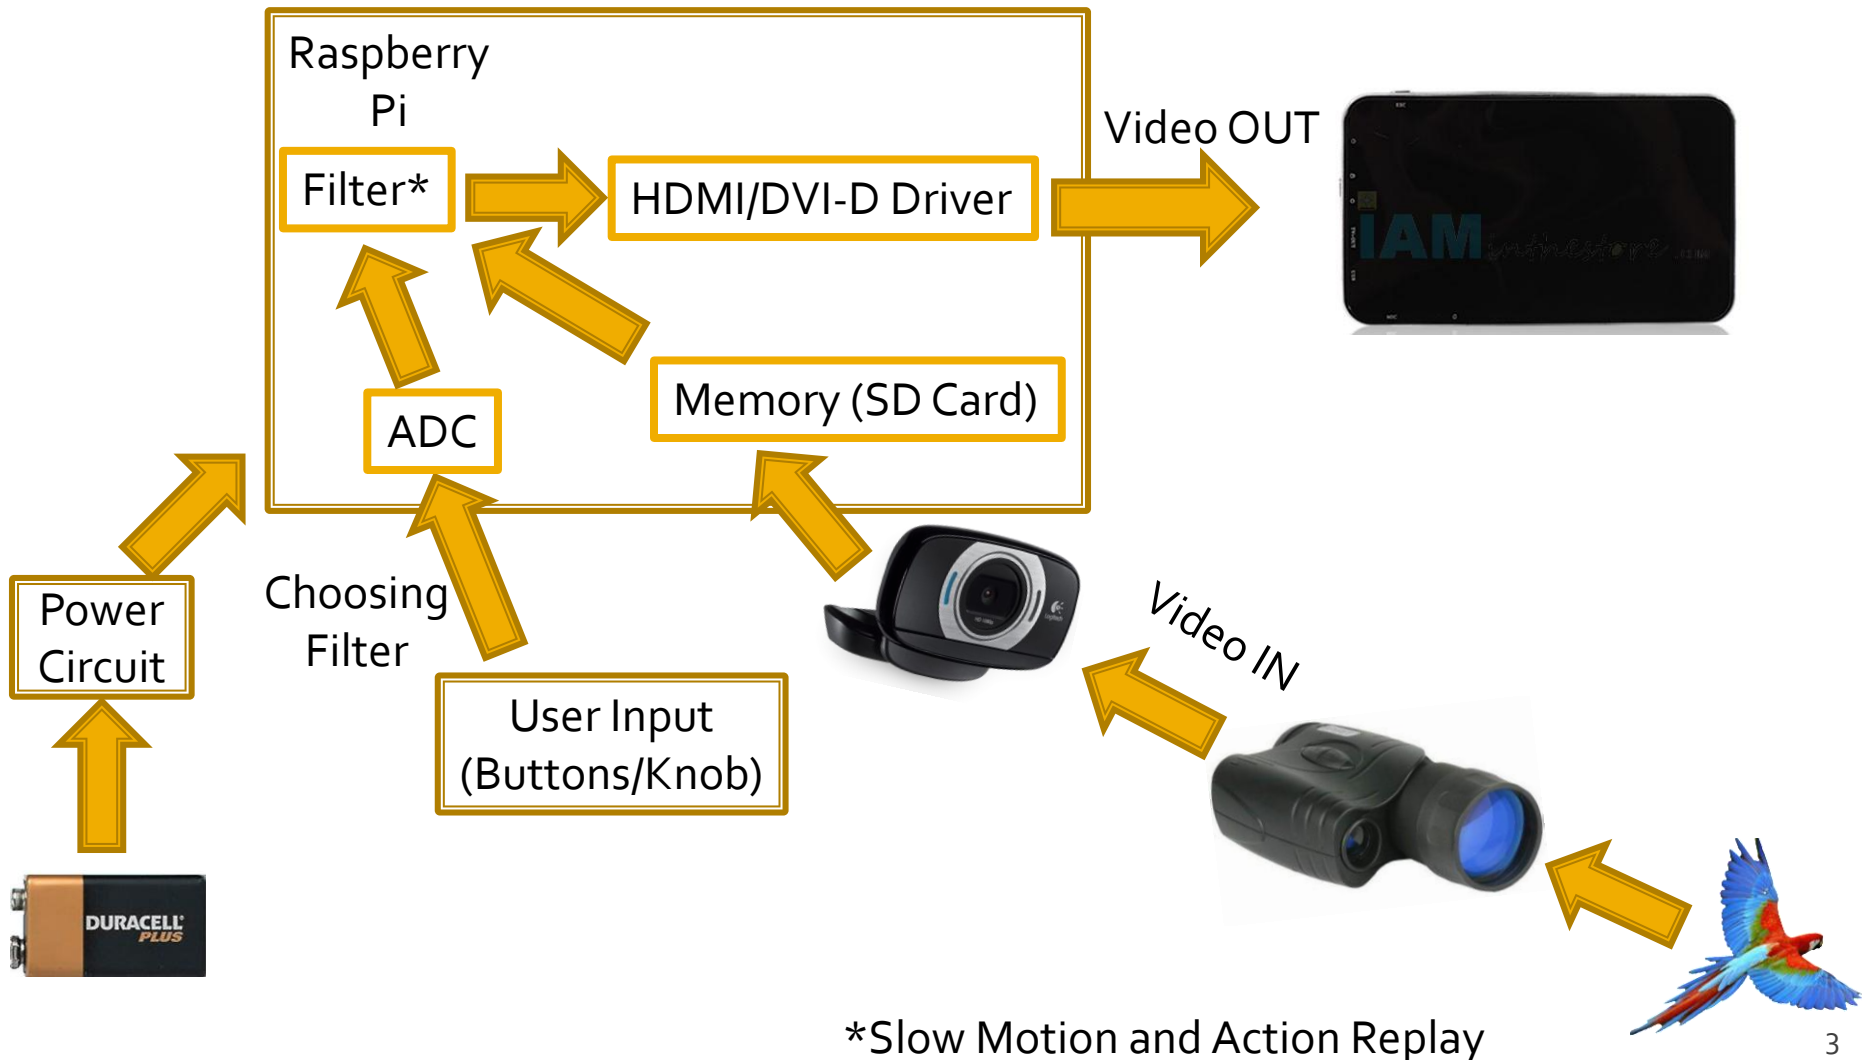 Raspberry
Pi
Filter*
HDMI/DVI-D Driver
Video OUT
iAM
ADC
Memory (SD Card)
Power
Circuit
Choosing
Filter
User Input
(Buttons/Knob)
Video IN
DURACELL
PLUS
*Slow Motion and Action Replay
3